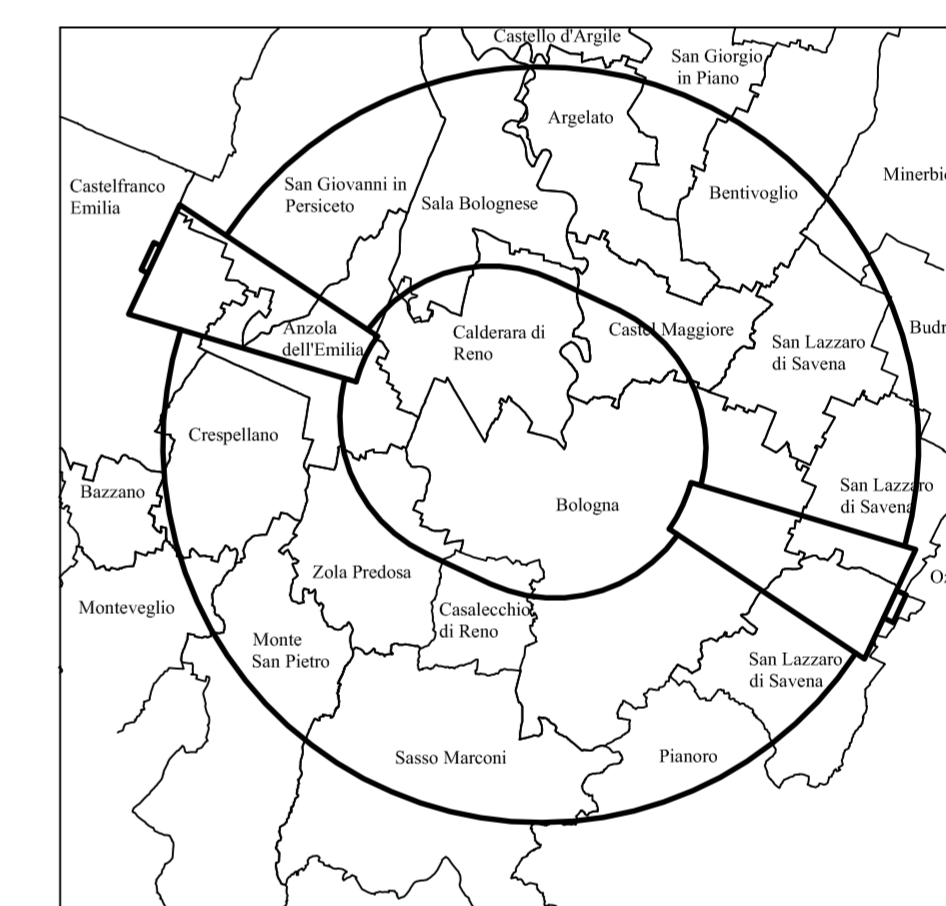 Castello d'Argile
San Giorgio
in Piano
Argelato
Castelfranco
Emilia
San Giovanni in
Persiceto
Sala Bolognese
Bentivoglio
Minerbi
Anzola
dell'Emilia
Calderara di
Reno
Castel Maggiore
San Lazzaro
di Savena
Budr
Crespellano
Bazzano
Bologna
San Lazzaro
di Savena
Zola Predosa
Monteveglio
Casalecchio
di Reno
Monte
San Pietro
San Lazzaro
di Savena
Sasso Marconi
Pianoro